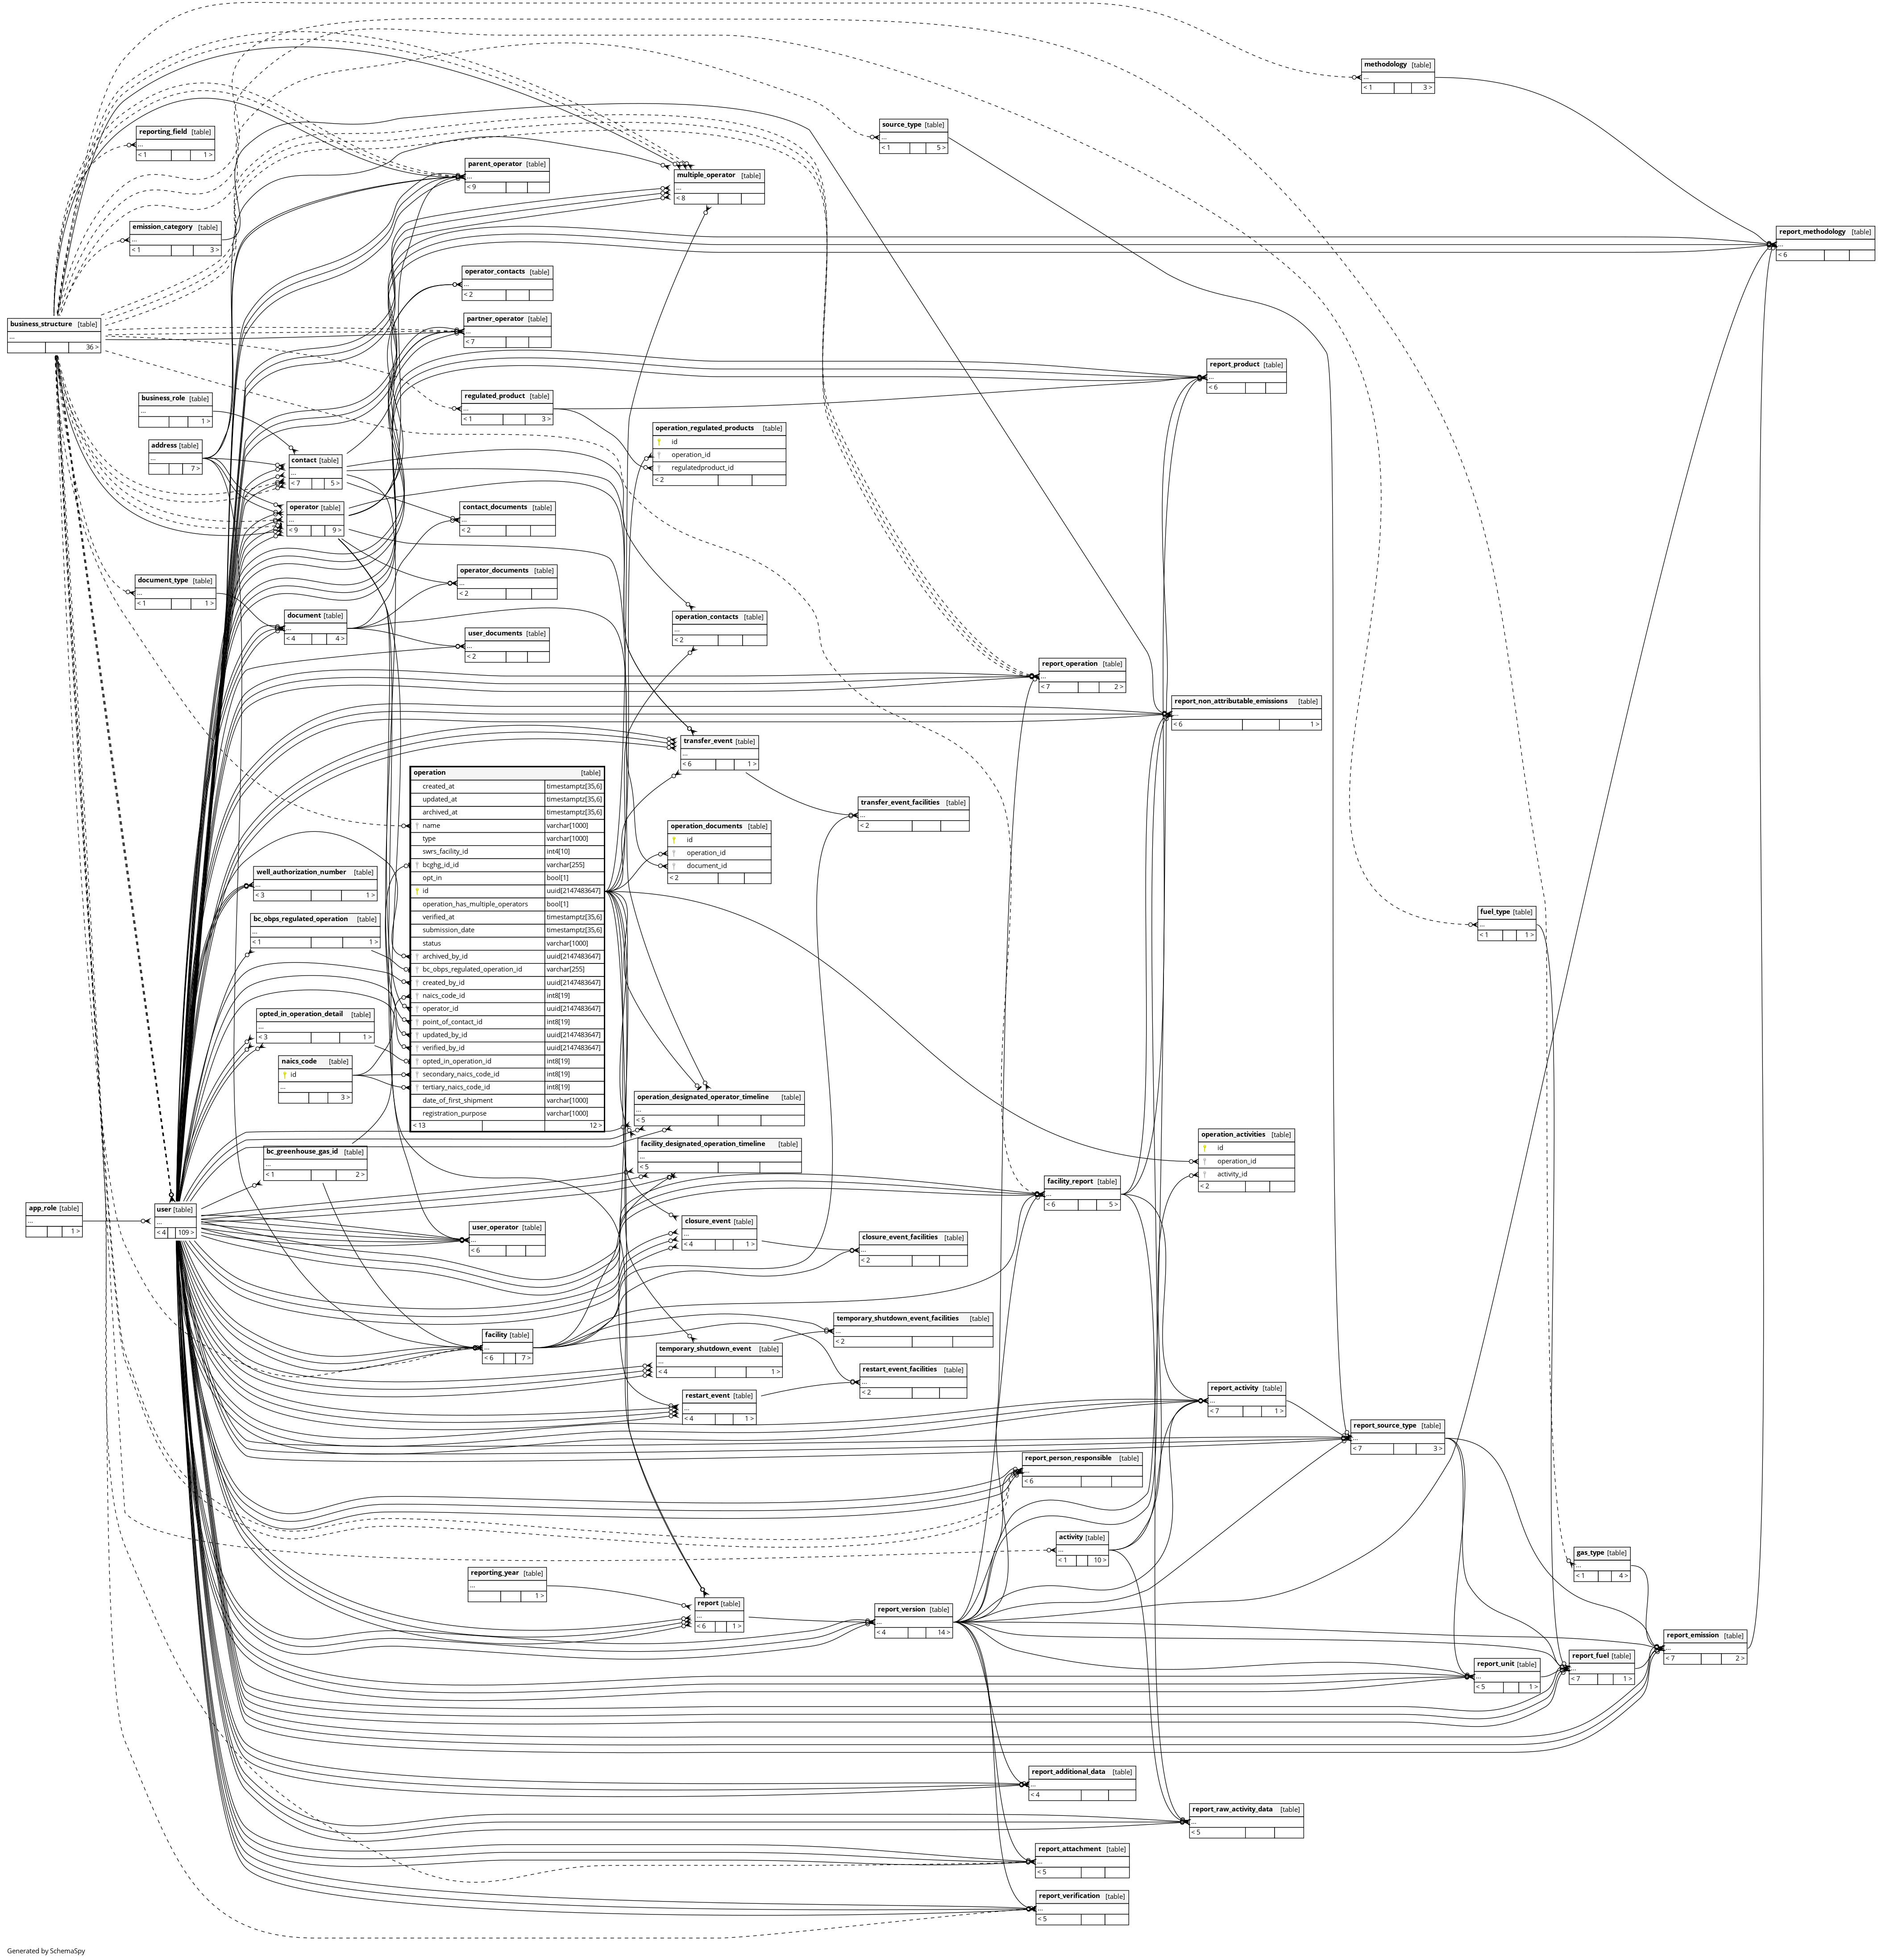 methodology [table]
...
< 1 3 >
source_type [table]
...
< 1 5 >
reporting_field [table]
...
< 1 1 >
parent_operator [table]
...
< 9
multiple_operator [table]
...
< 8
emission_category [table]
...
< 1 3 >
report_methodology [table]
...
< 6
operator_contacts [table]
...
< 2
business_structure [table]
...
36 >
partner_operator [table]
...
< 7
report_product [table]
...
< 6
business_role [table]
...
1 >
regulated_product [table]
...
< 1 3 >
operation_regulated_products [table]
id
operation_id
regulatedproduct_id
< 2
address [table]
...
7 >
contact [table]
...
< 7 5 >
operator [table]
...
< 9 9 >
contact_documents [table]
...
< 2
document_type [table]
...
< 1 1 >
operator_documents [table]
...
< 2
document [table]
...
< 4 4 >
operation_contacts [table]
...
< 2
user_documents [table]
...
< 2
report_operation [table]
...
< 7 2 >
report_non_attributable_emissions [table]
...
< 6 1 >
transfer_event [table]
...
< 6 1 >
operation [table]
created_at timestamptz[35,6]
updated_at timestamptz[35,6]
archived_at timestamptz[35,6]
name varchar[1000]
type varchar[1000]
swrs_facility_id int4[10]
bcghg_id_id varchar[255]
opt_in bool[1]
id uuid[2147483647]
operation_has_multiple_operators bool[1]
verified_at timestamptz[35,6]
submission_date timestamptz[35,6]
status varchar[1000]
archived_by_id uuid[2147483647]
bc_obps_regulated_operation_id varchar[255]
created_by_id uuid[2147483647]
naics_code_id int8[19]
operator_id uuid[2147483647]
point_of_contact_id int8[19]
updated_by_id uuid[2147483647]
verified_by_id uuid[2147483647]
opted_in_operation_id int8[19]
secondary_naics_code_id int8[19]
tertiary_naics_code_id int8[19]
date_of_first_shipment varchar[1000]
registration_purpose varchar[1000]
< 13 12 >
transfer_event_facilities [table]
...
< 2
operation_documents [table]
id
operation_id
document_id
< 2
well_authorization_number [table]
...
< 3 1 >
bc_obps_regulated_operation [table]
...
< 1 1 >
fuel_type [table]
...
< 1 1 >
opted_in_operation_detail [table]
...
< 3 1 >
naics_code [table]
id
...
3 >
operation_designated_operator_timeline [table]
...
< 5
facility_designated_operation_timeline [table]
...
< 5
operation_activities [table]
id
operation_id
activity_id
< 2
bc_greenhouse_gas_id [table]
...
< 1 2 >
facility_report [table]
...
< 6 5 >
app_role [table]
...
1 >
user [table]
...
< 4 109 >
user_operator [table]
...
< 6
closure_event [table]
...
< 4 1 >
closure_event_facilities [table]
...
< 2
temporary_shutdown_event_facilities [table]
...
< 2
facility [table]
...
< 6 7 >
temporary_shutdown_event [table]
...
< 4 1 >
restart_event_facilities [table]
...
< 2
restart_event [table]
...
< 4 1 >
report_activity [table]
...
< 7 1 >
report_source_type [table]
...
< 7 3 >
report_person_responsible [table]
...
< 6
activity [table]
...
< 1 10 >
gas_type [table]
...
< 1 4 >
reporting_year [table]
...
1 >
report [table]
...
< 6 1 >
report_version [table]
...
< 4 14 >
report_emission [table]
...
< 7 2 >
report_fuel [table]
...
< 7 1 >
report_unit [table]
...
< 5 1 >
report_additional_data [table]
...
< 4
report_raw_activity_data [table]
...
< 5
report_attachment [table]
...
< 5
report_verification [table]
...
< 5
Generated by SchemaSpy